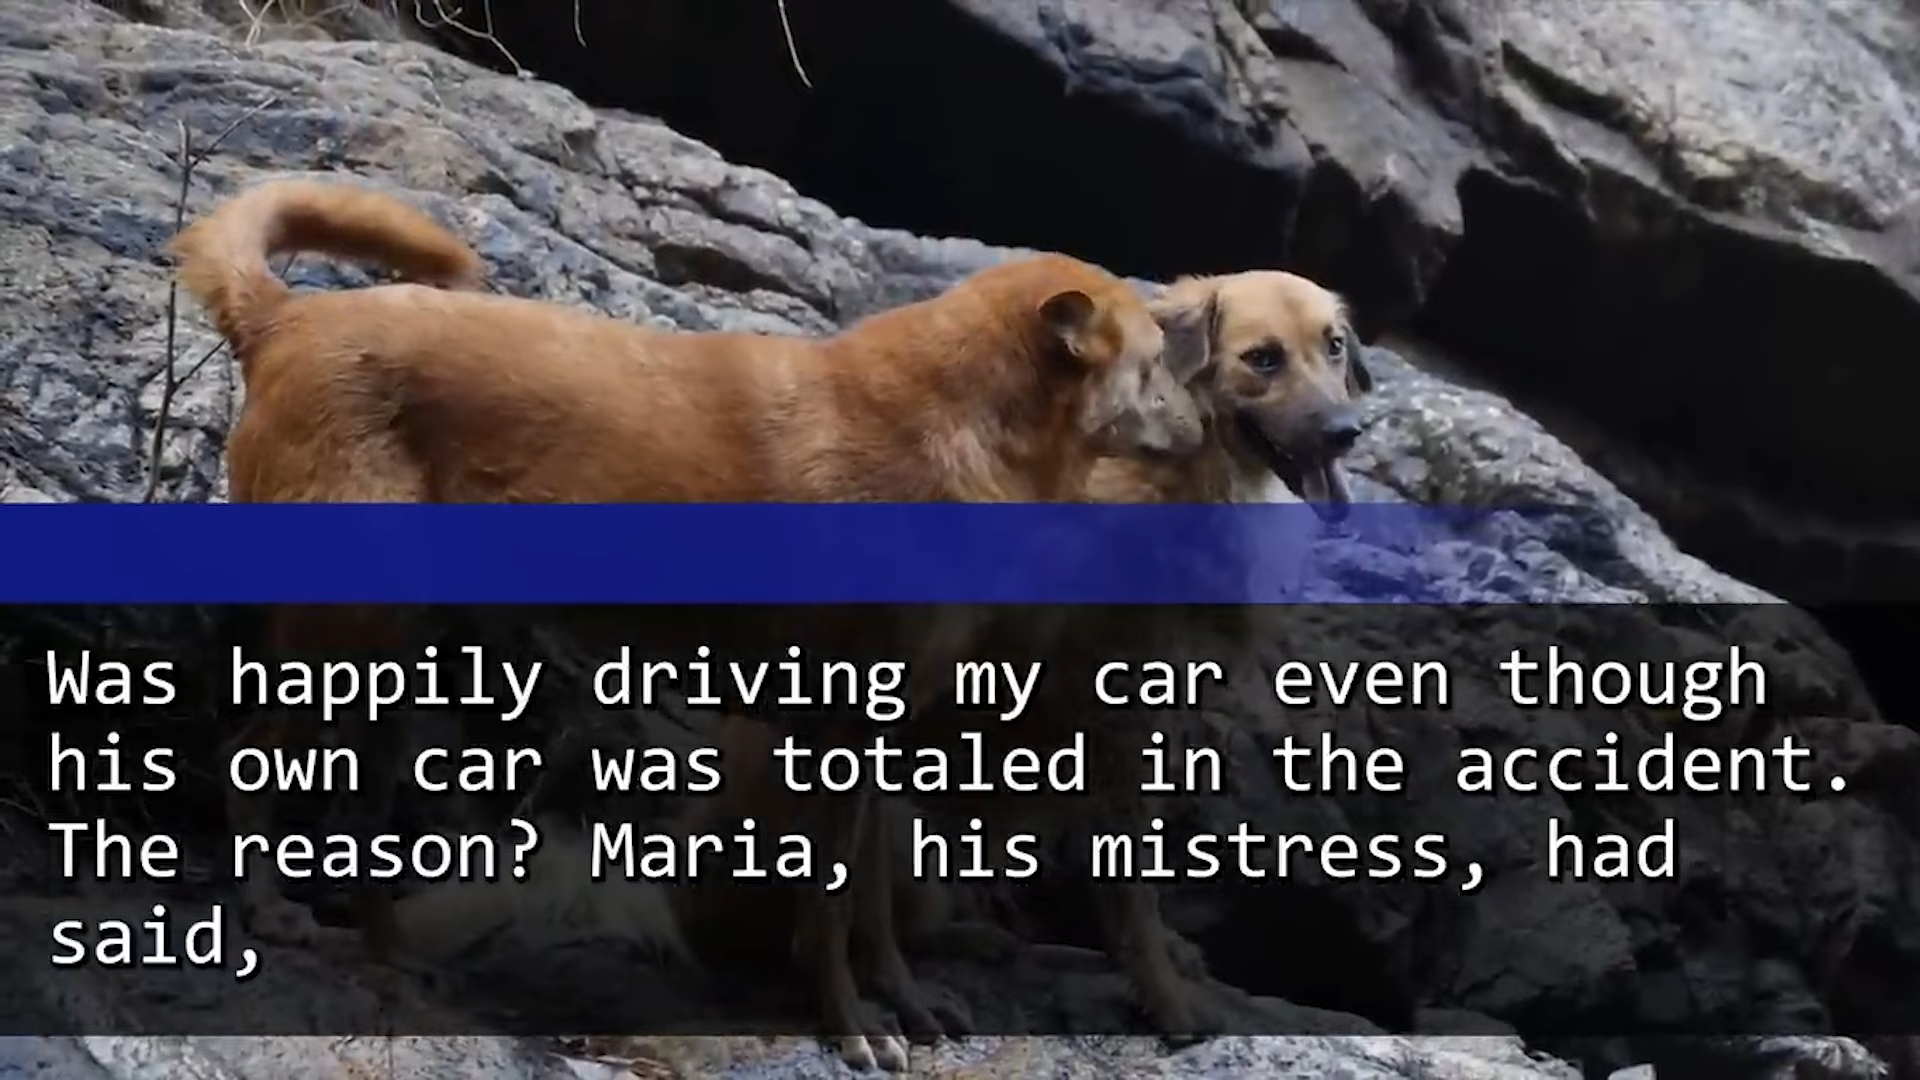 Was happily driving my car even though
his own car was totaled in the accident.
The reason? Maria, his mistress, had
said,